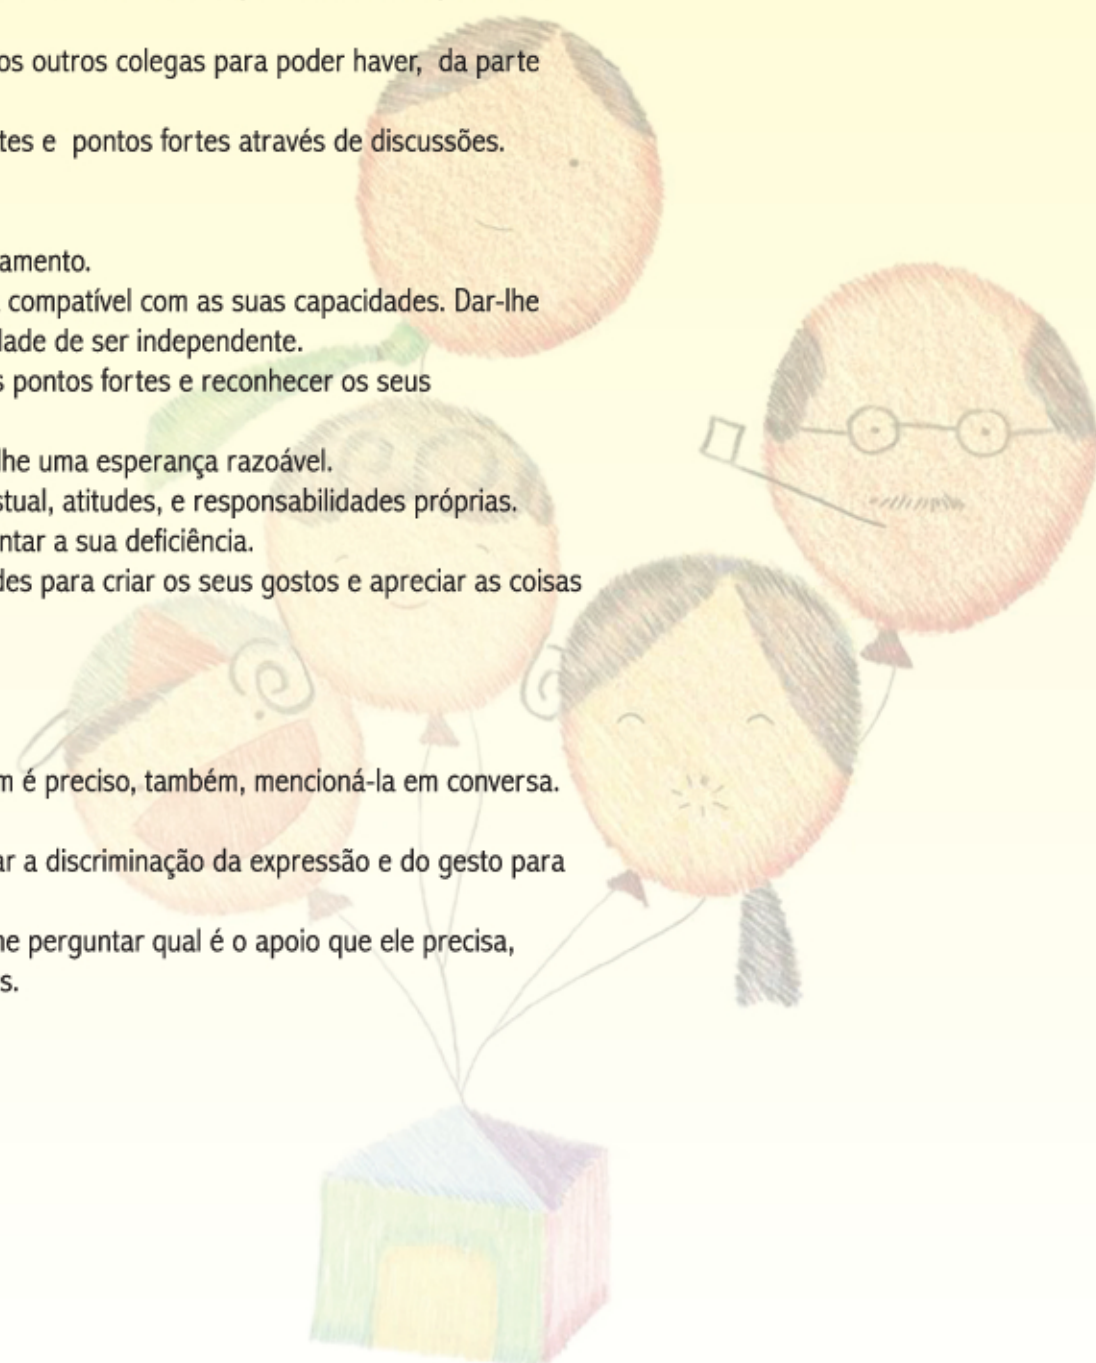 os outros colegas para poder haver, da parte
tes e pontos fortes através de discussões.
amento.
compatível com as suas capacidades. Dar-lhe
lade de ser independente.
s pontos fortes e reconhecer os seus
lhe uma esperança razoável.
stual, atitudes, e responsabilidades próprias.
ntar a sua deficiência.
des para criar os seus gostos e apreciar as coisas
m é preciso, também, mencioná-la em conversa.
ar a discriminação da expressão e do gesto para
he perguntar qual é o apoio que ele precisa,
s.